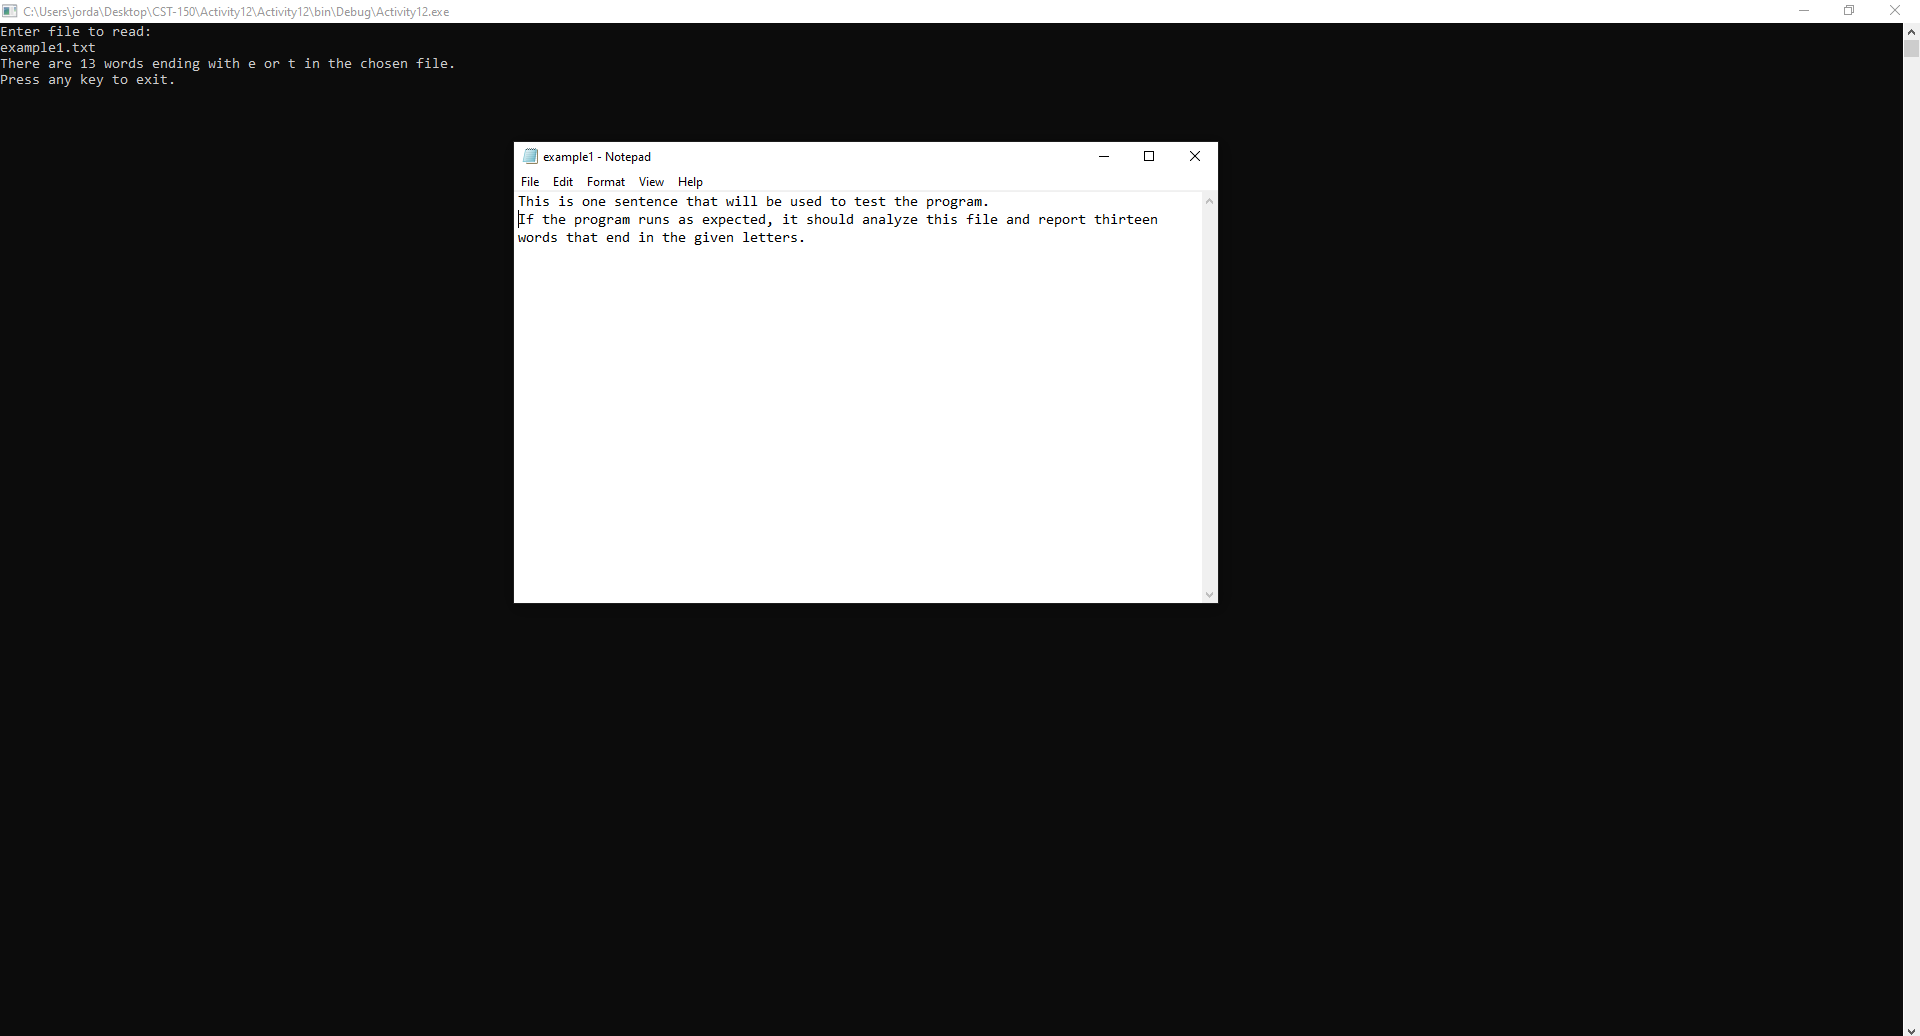 C:\Users\jorda\Desktop\CST-150\Activity12\Activity12\bin\Debug\Activity12.exe
Enter file to read:
example1.txt
There are 13 words ending with e or t in the chosen file.
Press any key to exit.
example1 - Notepad
File Edit Format View Help
This is one sentence that will be used to test the program.
If the program runs as expected, it should analyze this file and report thirteen
words that end in the given letters.